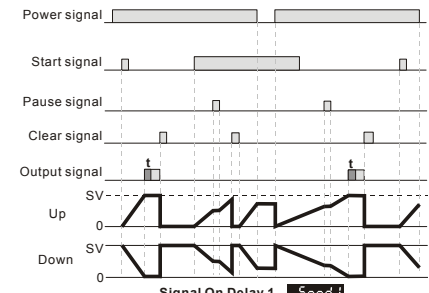 Power signal
Start signal
Pause signal
Clear signal
t
t
Output signal
SV
Up
0
SV
Down
0
Signal On Delay 1